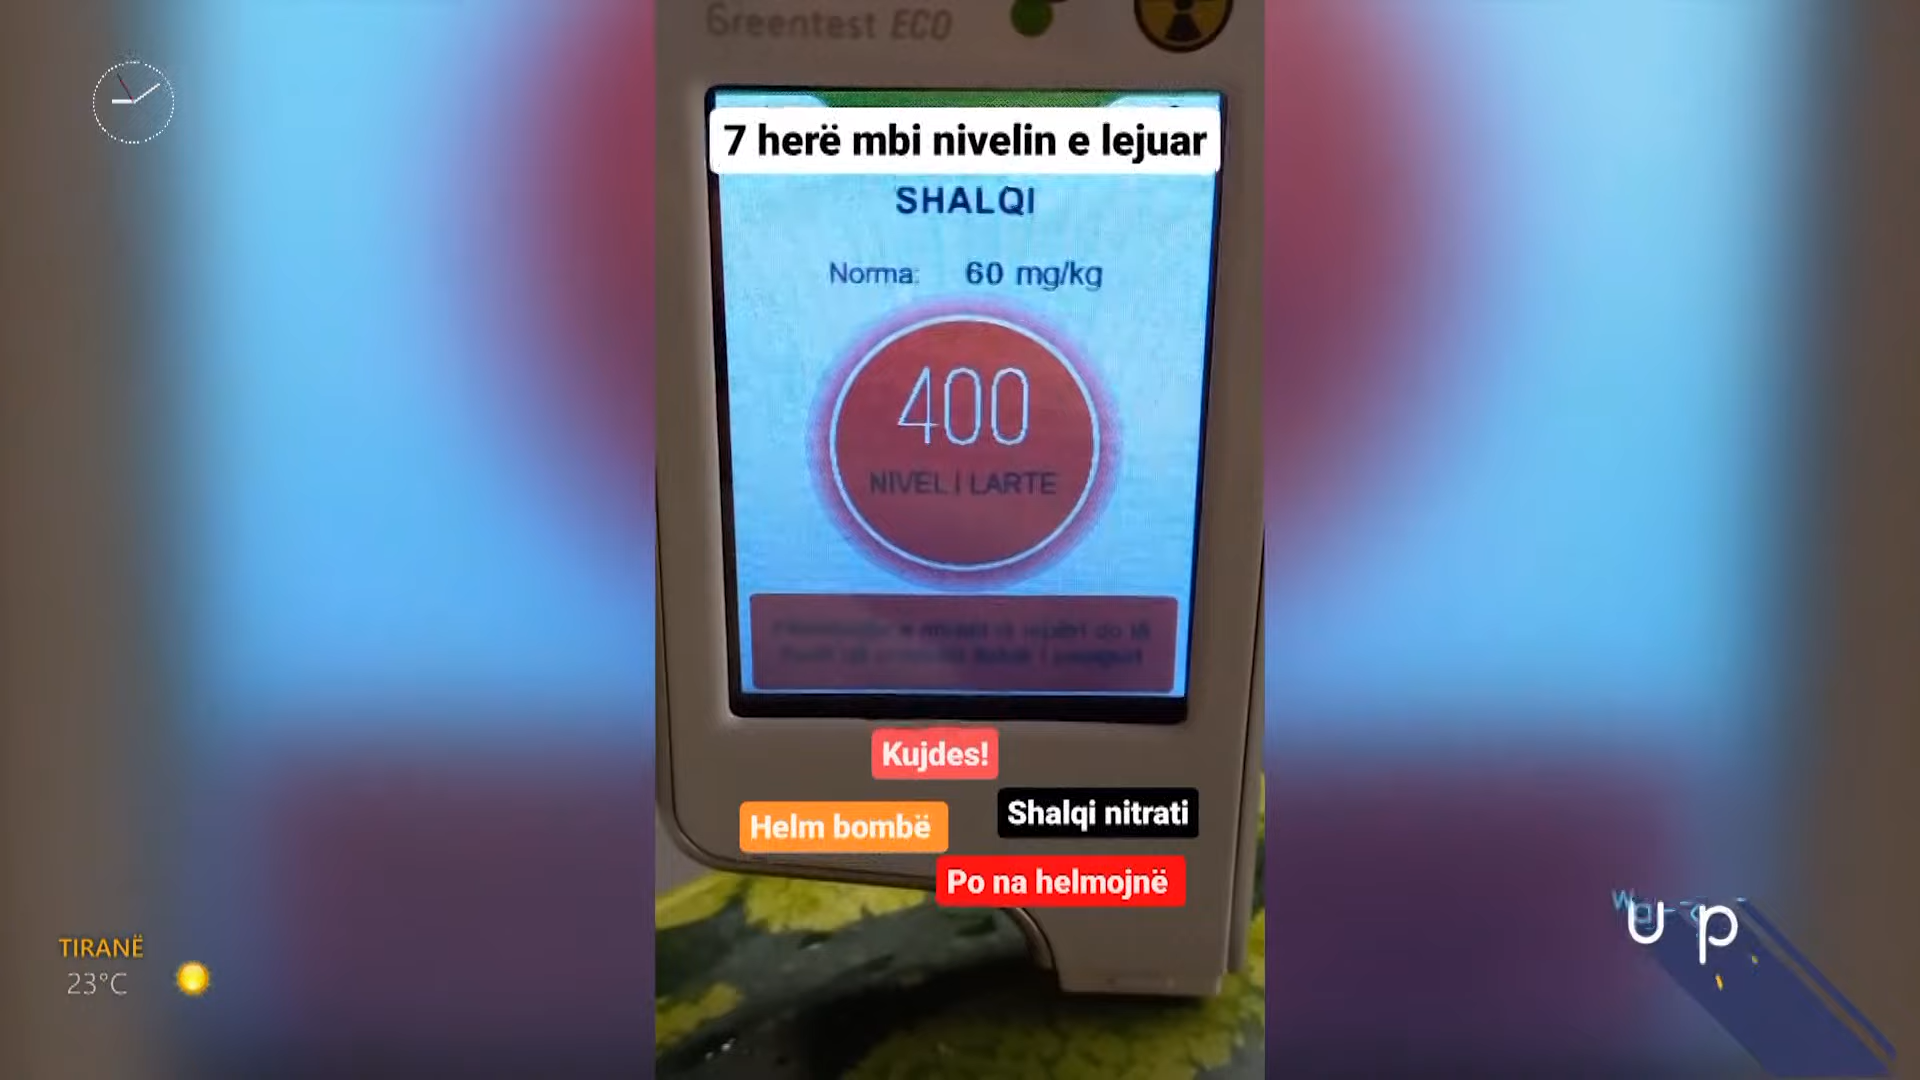 Greentest ECO
7 herë mbi nivelin e lejuar
SHALQI
Norma: 60 mg/kg
400
NIVEL I LARTE
Kujdes!
Shalqi nitrati
Helm bombë
Po na helmojnë
TIRANË
23°C
up